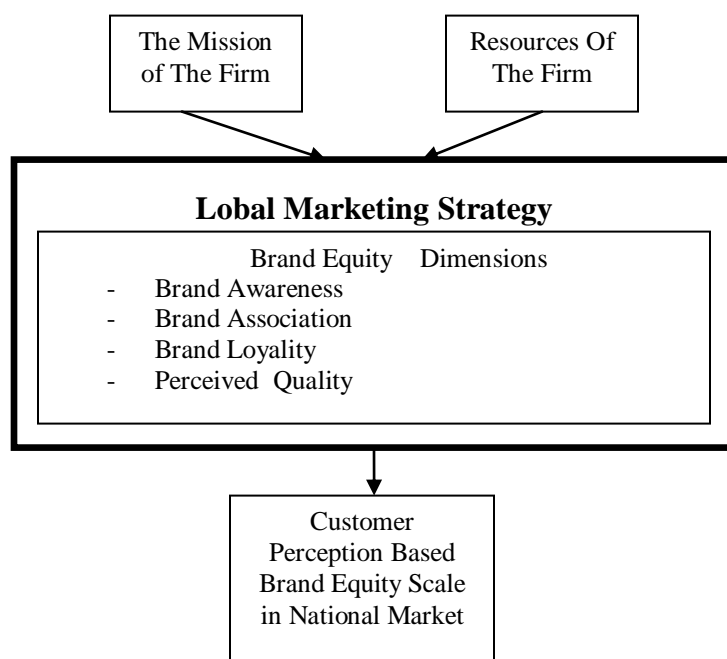 The Mission
of The Firm
Resources Of
The Firm
Lobal Marketing Strategy
Brand Equity Dimensions
- Brand Awareness
- Brand Association
- Brand Loyality
- Perceived Quality
Customer
Perception Based
Brand Equity Scale
in National Market